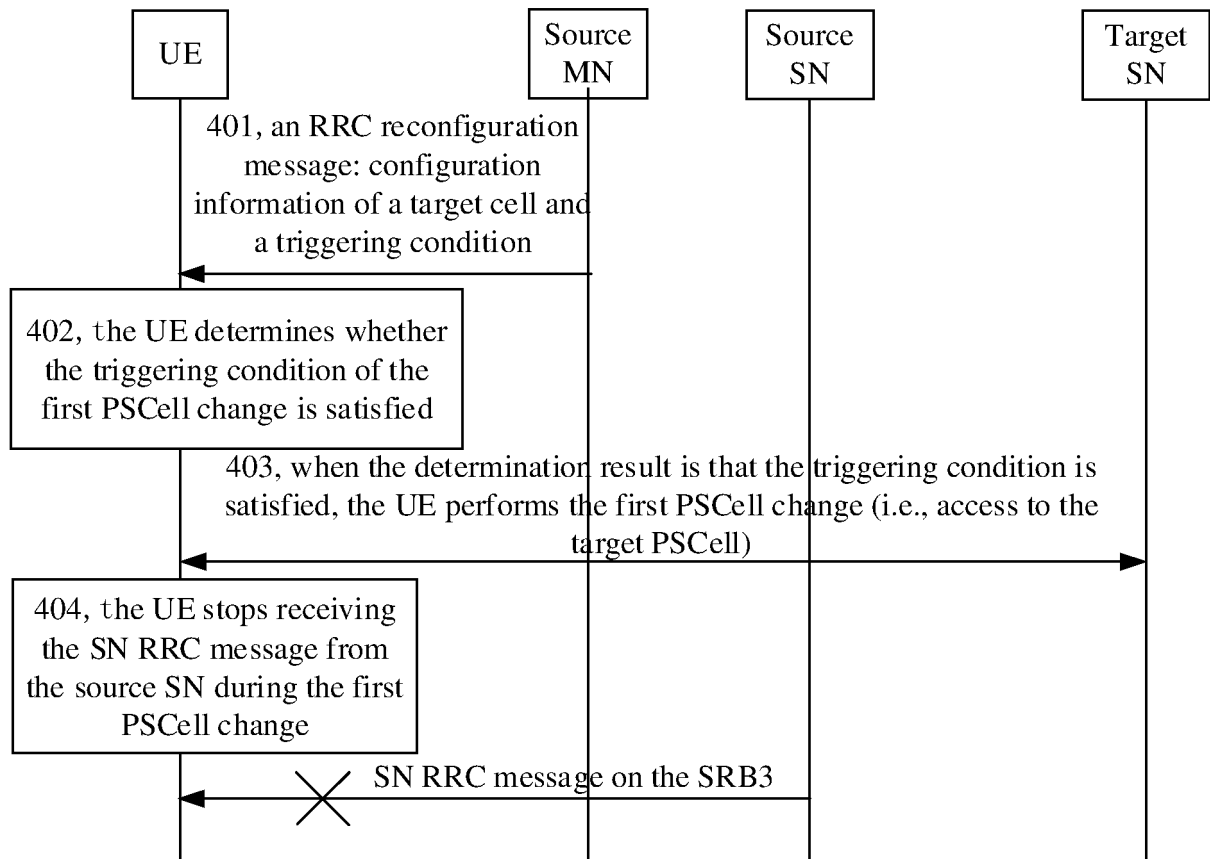 UE
Source
MN
Source
SN
Target
SN
401, an RRC reconfiguration
message: configuration
information of a target cell and
a triggering condition
402, the UE determines whether
the triggering condition of the
first PSCell change is satisfied
403, when the determination result is that the triggering condition is
satisfied, the UE performs the first PSCell change (i.e., access to the
target PSCell)
404, the UE stops receiving
the SN RRC message from
the source SN during the first
PSCell change
SN RRC message on the SRB3